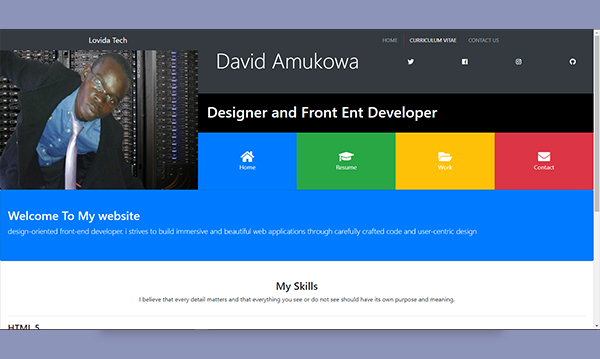 Lovida Tech
HOME CURRICULUM VITAE CONTACT US
David Amukowa
Designer and Front Ent Developer
Home Resume Work Contact
Welcome To My website
design-oriented front-end developer. i strives to build immersive and beautiful web applications through carefully crafted code and user-centric design
My Skills
I believe that every detail matters and that everything you see or do not see should have its own purpose and meaning.
HTML 5